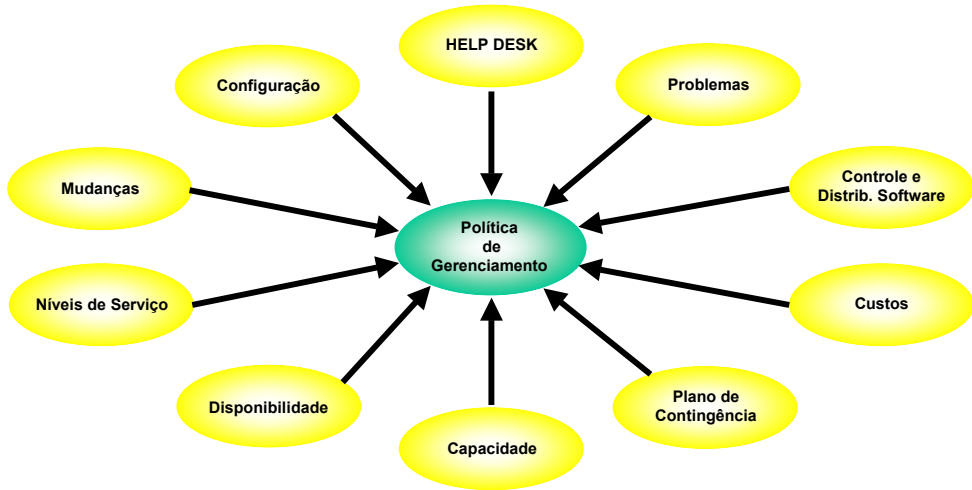 HELP DESK
Configuração
Problemas
Mudanças
Controle e
Distrib. Software
Política
de
Gerenciamento
Níveis de Serviço
Custos
Disponibilidade
Plano de
Contingência
Capacidade